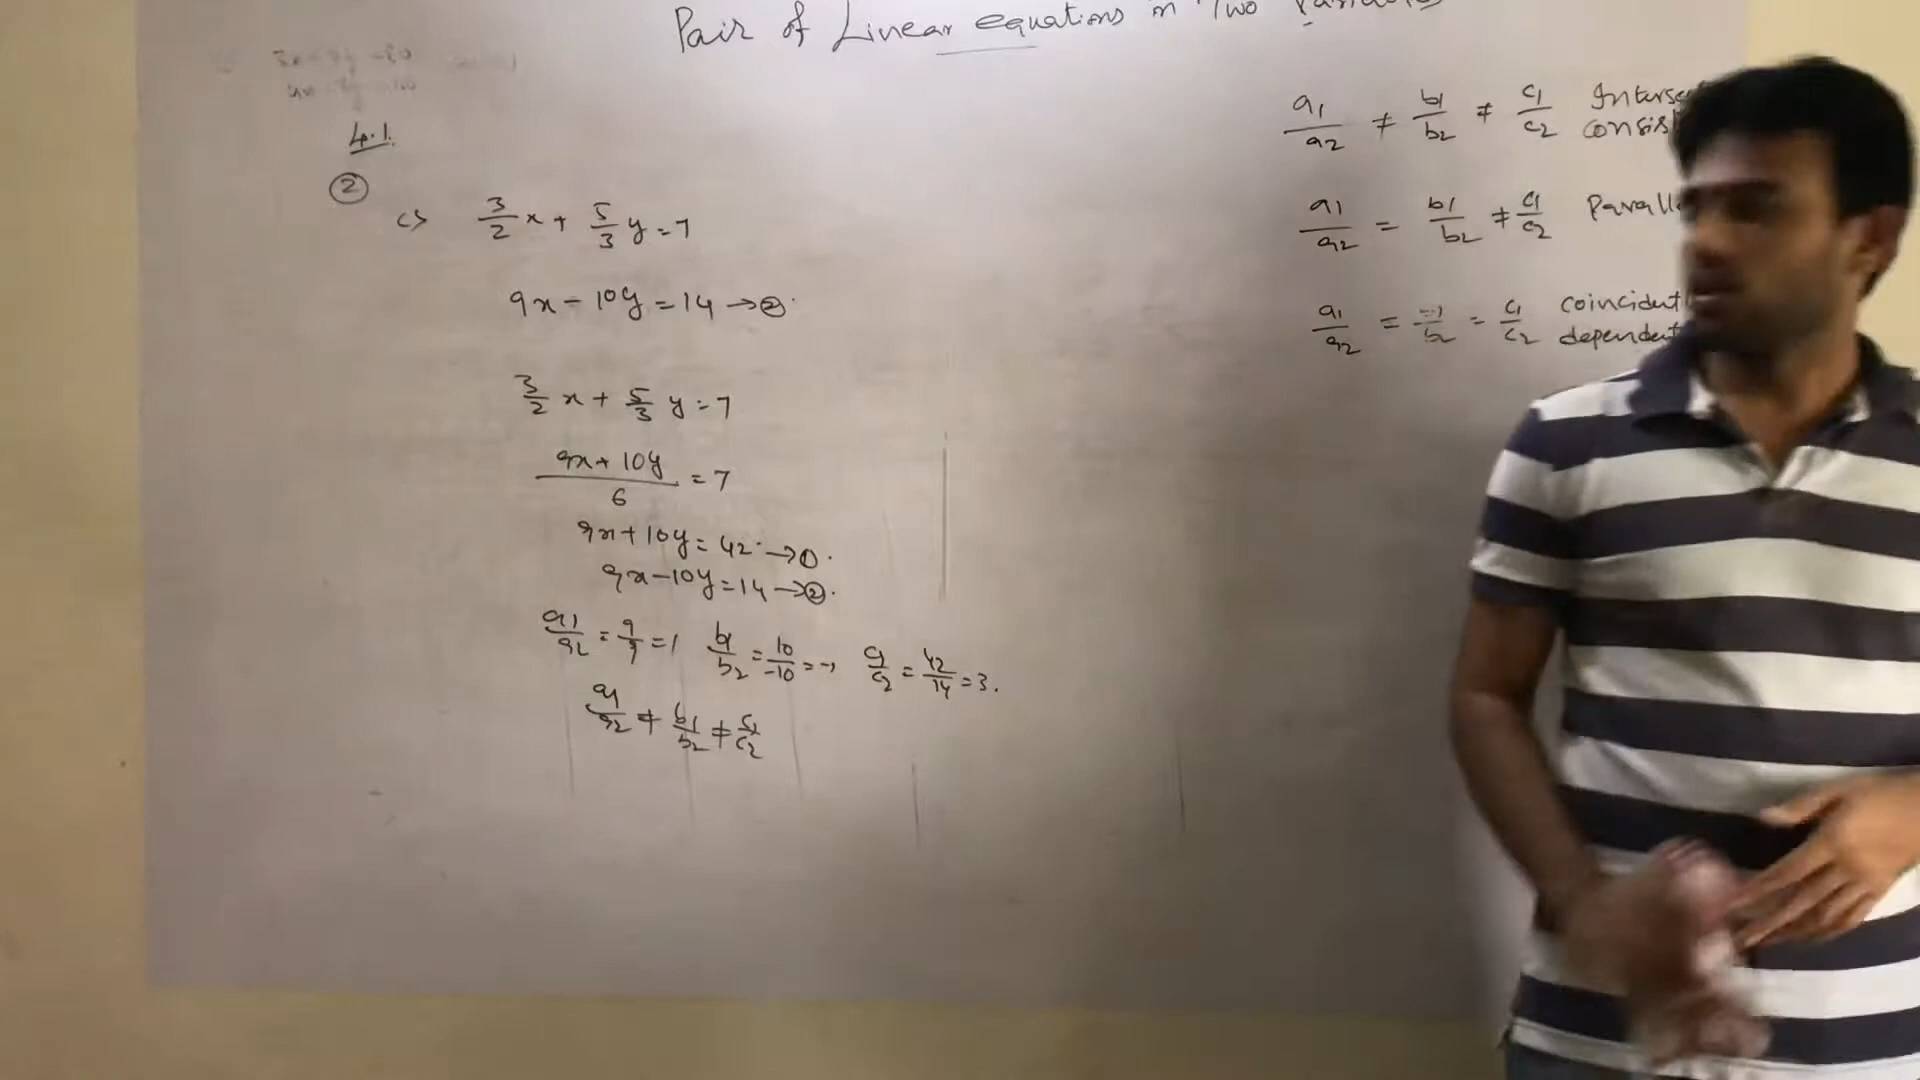 Pair of Linear equations in Two Variables
4.1.
②
c> 3/2 x + 5/3 y = 7
9x - 10y = 14 → ②.
3/2 x + 5/3 y = 7
(9x + 10y)/6 = 7
9x + 10y = 42 → ①.
9x - 10y = 14 → ②.
a1/a2 = 9/9 = 1 b1/b2 = 10/-10 = -1 c1/c2 = 42/14 = 3.
a1/a2 ≠ b1/b2 ≠ c1/c2
a1/a2 ≠ b1/b2 ≠ c1/c2 Interse
consis
a1/a2 = b1/b2 ≠ c1/c2 Parall
a1/a2 = b1/b2 = c1/c2 coincident
dependent